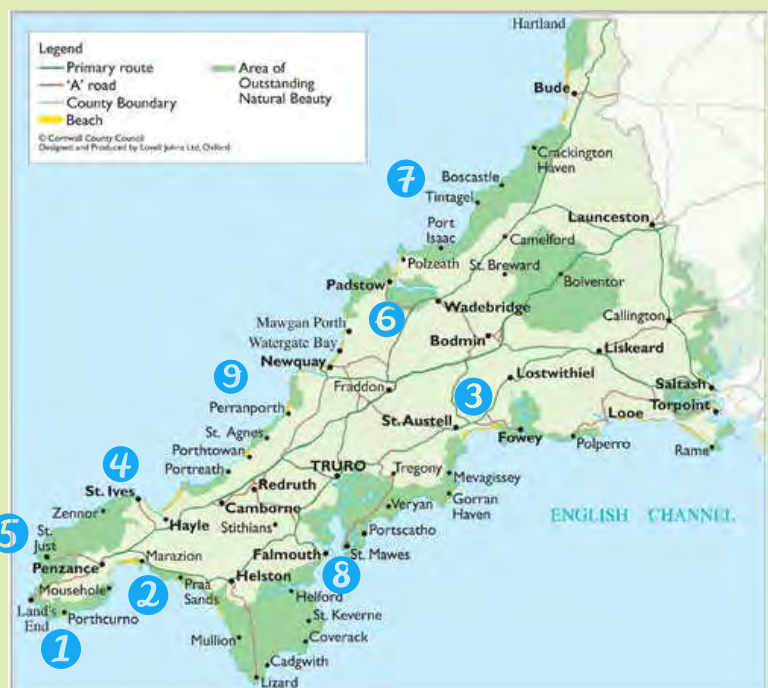 Hartland
Legend
Primary route
'A' road
County Boundary
Beach
Area of
Outstanding
Natural Beauty
© Cornwall County Council
Designed and Produced by Lovell Johns Ltd, Oxford
Bude
Crackington
Haven
7
Boscastle
Tintagel
Launceston
Port
Isaac
Camelford
Polzeath
St. Breward
Bolventor
Padstow
Wadebridge
Callington
6
Mawgan Porth
Watergate Bay
Bodmin
Liskeard
Newquay
Lostwithiel
9
Fraddon
Saltash
3
Perranporth
Looe
Torpoint
St.Austell
Fowey
Polperro
Rame
St. Agnes
Porthtowan
Portreath
4
TRURO
Tregony
Mevagissey
St. Ives
Redruth
Zennor
Camborne
Veryan
Gorran
Haven
ENGLISH CHANNEL
Hayle
Stithians
5
St.
Just
Portscatho
Marazion
Falmouth
St. Mawes
Penzance
8
Mousehole
2
Praa
Sands
Helston
Helford
Land's
End
Porthcurno
St. Keverne
1
Mullion
Coverack
Cadgwith
Lizard